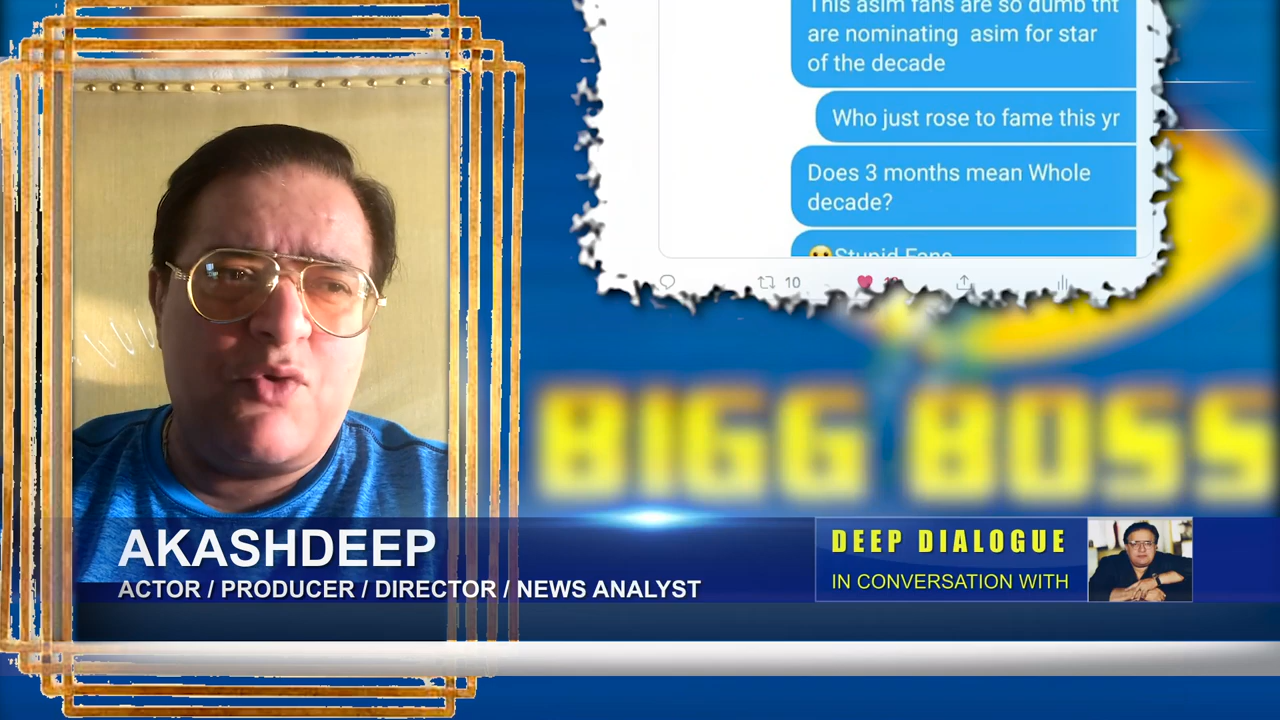 This asim fans are so dumb tht
are nominating asim for star
of the decade
Who just rose to fame this yr
Does 3 months mean Whole
decade?
Stupid Fans
10
BIGG BOSS
AKASHDEEP
ACTOR / PRODUCER / DIRECTOR / NEWS ANALYST
DEEP DIALOGUE
IN CONVERSATION WITH